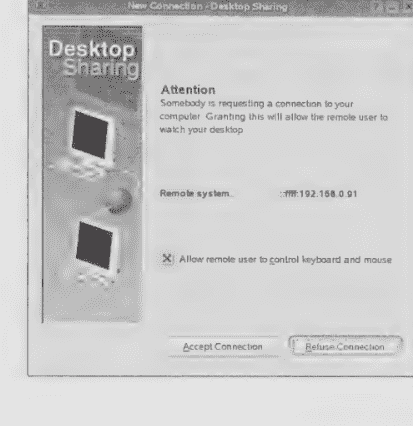 New Connection - Desktop Sharing
Desktop
Sharing
Attention
Somebody is requesting a connection to your
computer. Granting this will allow the remote user to
watch your desktop
Remote system: ::ffff:192.168.0.91
Allow remote user to control keyboard and mouse
Accept Connection Refuse Connection